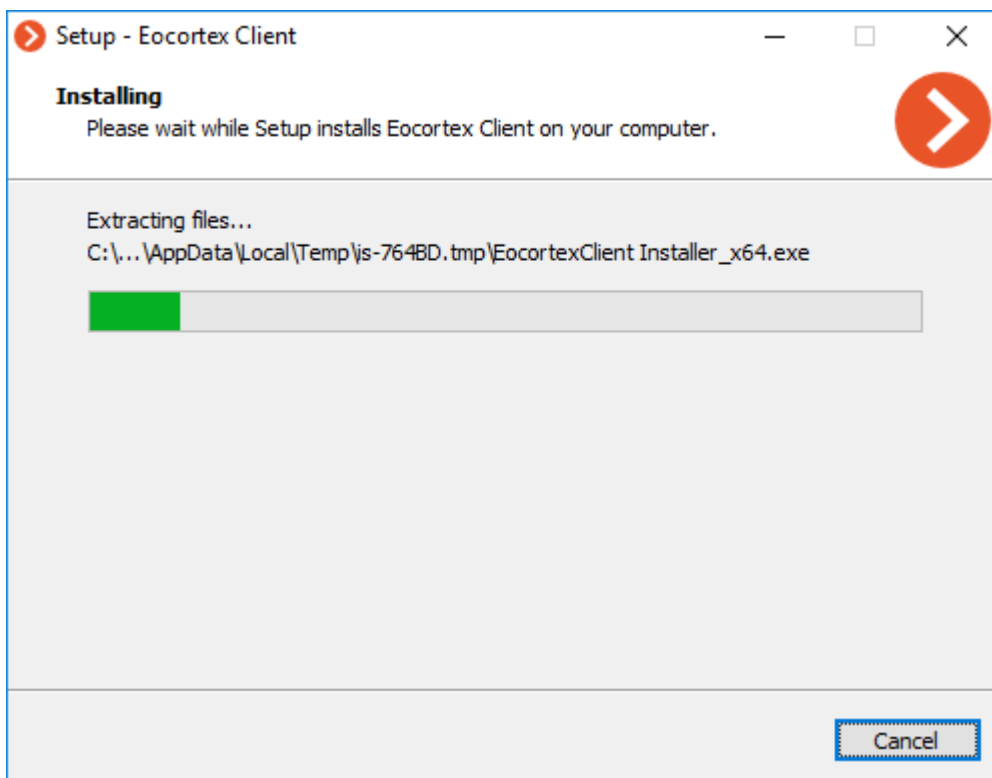 Setup - Eocortex Client
Installing
Please wait while Setup installs Eocortex Client on your computer.
Extracting files...
C:\...\AppData\Local\Temp\is-764BD.tmp\EocortexClient Installer_x64.exe
Cancel